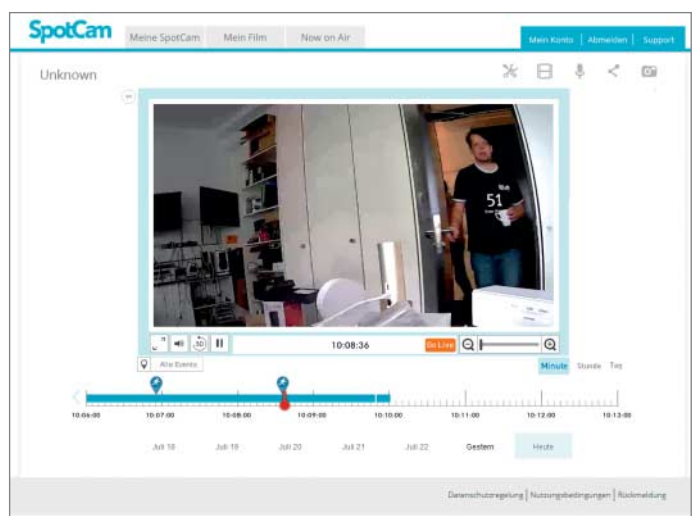 SpotCam Meine SpotCam Mein Film Now on Air Mein Konto | Abmelden | Support
Unknown
51
SD 10:08:36 Go Live
Alle Events Minute Stunde Tag
10:06:00 10:07:00 10:08:00 10:09:00 10:10:00 10:11:00 10:12:00 10:13:00
Juli 18 Juli 19 Juli 20 Juli 21 Juli 22 Gestern Heute
Datenschutzregelung | Nutzungsbedingungen | Rückmeldung